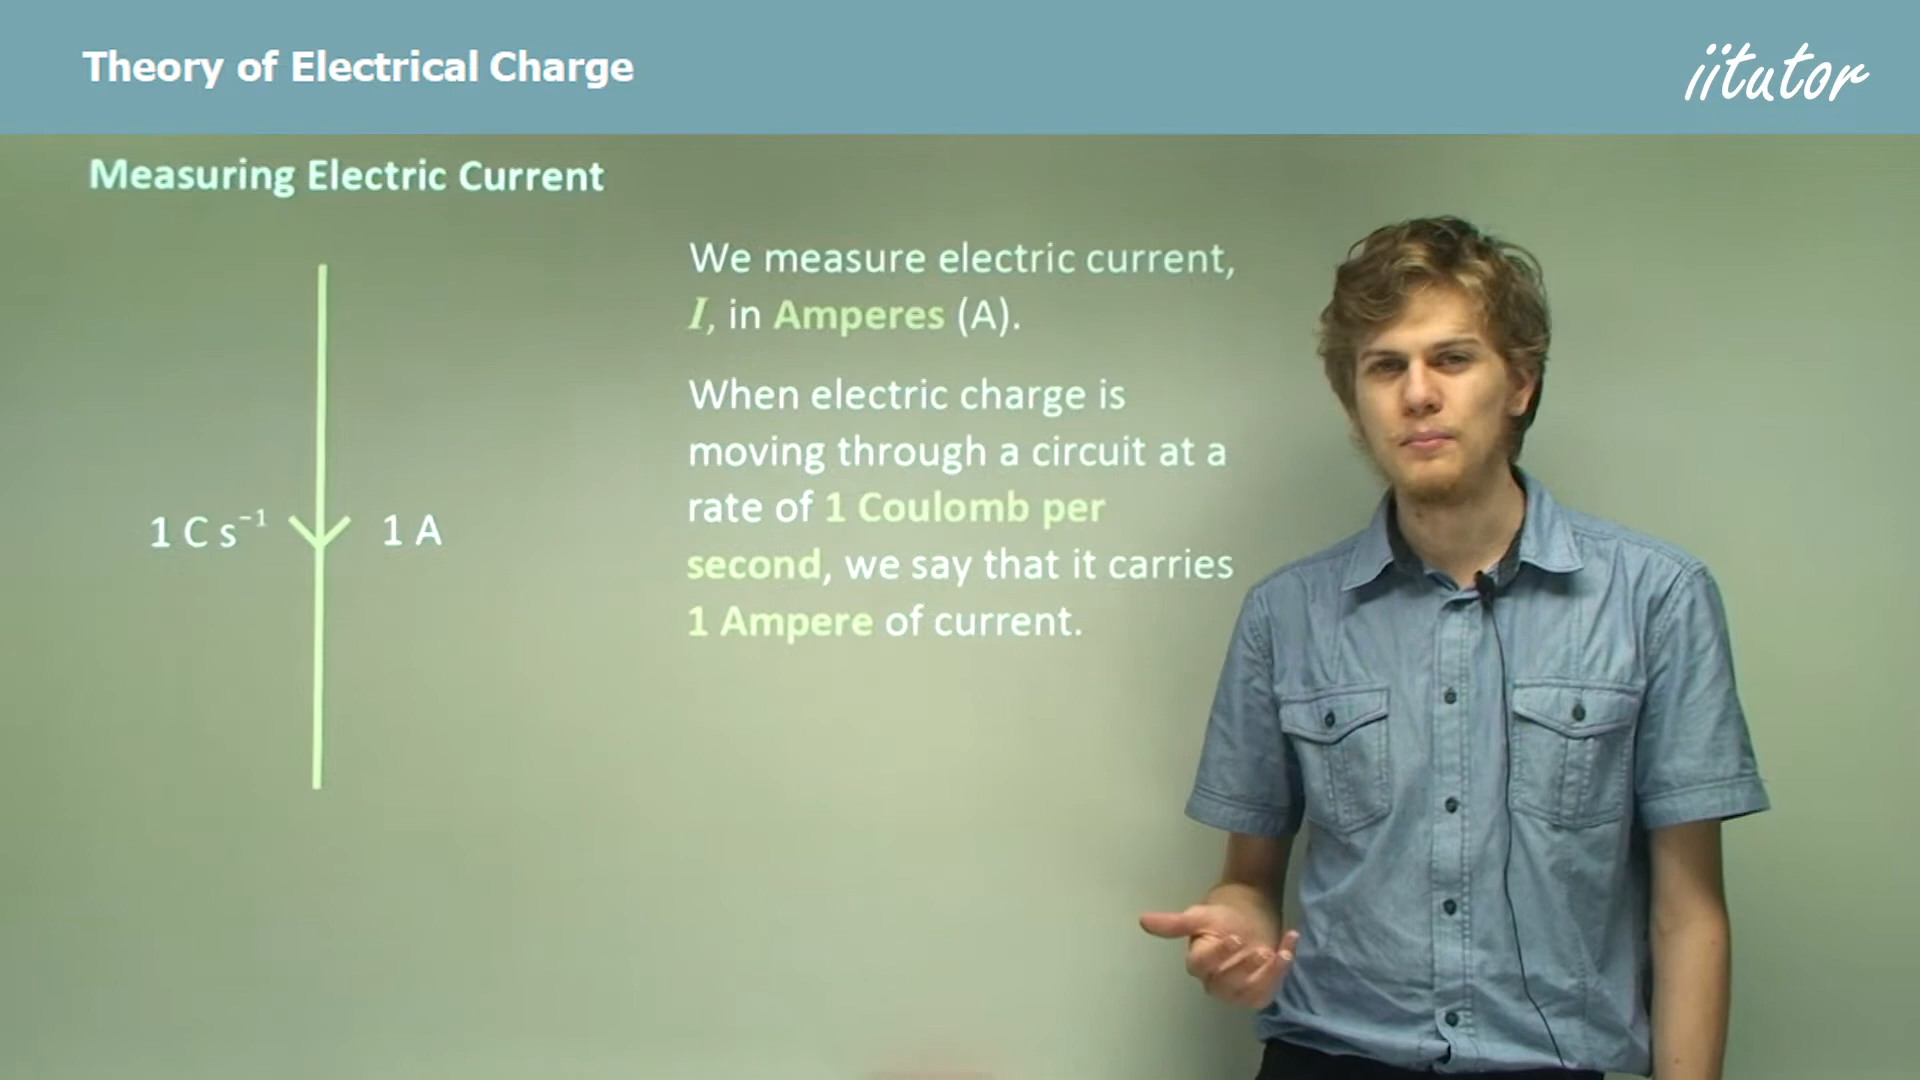 Theory of Electrical Charge
iitutor
Measuring Electric Current
We measure electric current,
I, in Amperes (A).
When electric charge is
moving through a circuit at a
rate of 1 Coulomb per
second, we say that it carries
1 Ampere of current.
1 C s⁻¹
1 A